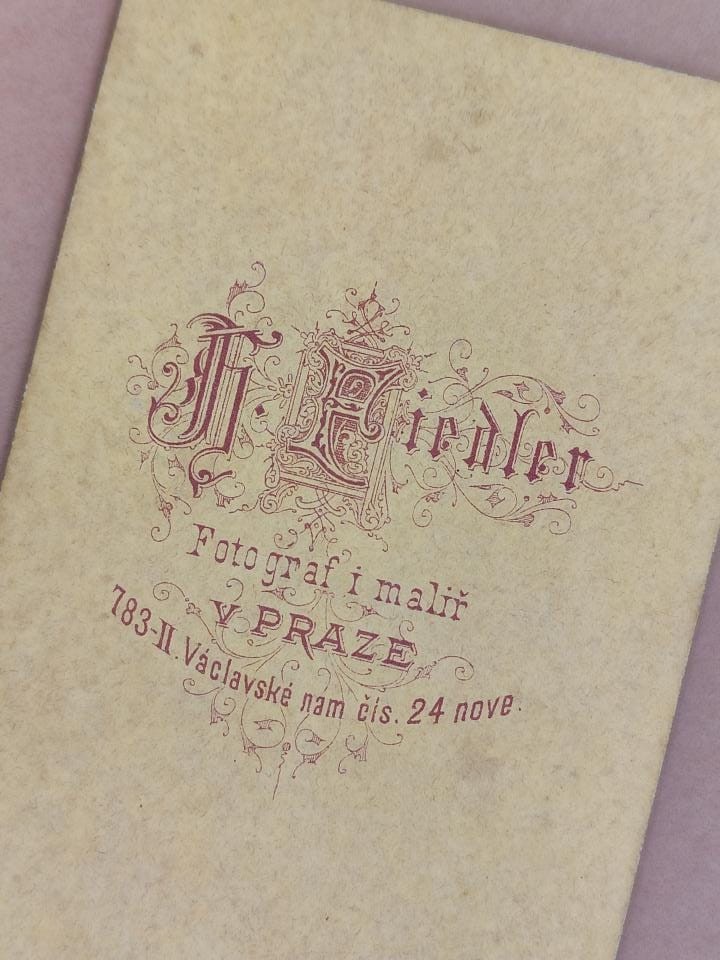 H. Fiedler
Fotograf i malíř
V PRAZE
783-II. Václavské nam čís. 24 nove.